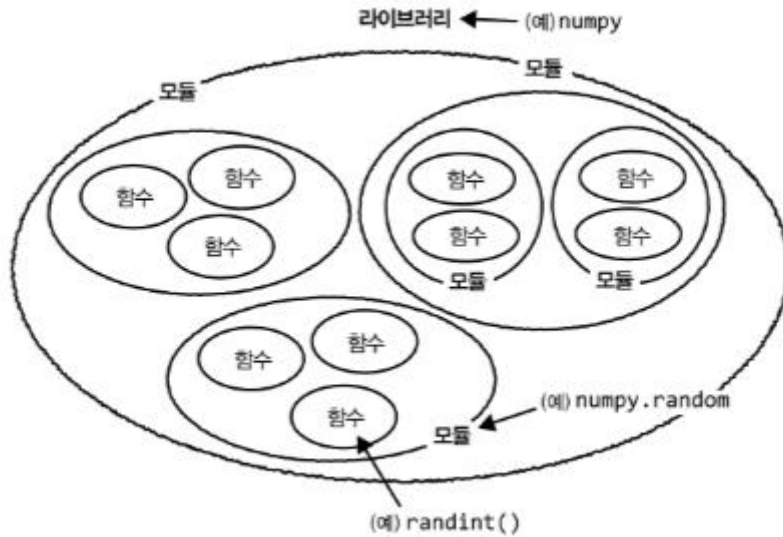 라이브러리 (예) numpy
모듈
모듈
함수
함수
함수
함수
함수
모듈
함수
함수
모듈
함수
함수
함수
모듈
(예) numpy.random
(예) randint()